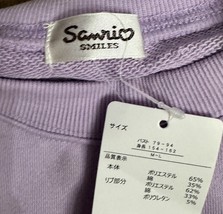 Sanrio
SMILES
サイズ
バスト 79-94
身長 154-162
M-L
品質表示
本体 ポリエステル 65%
綿 35%
リブ部分 綿 62%
ポリエステル 33%
ポリウレタン 5%